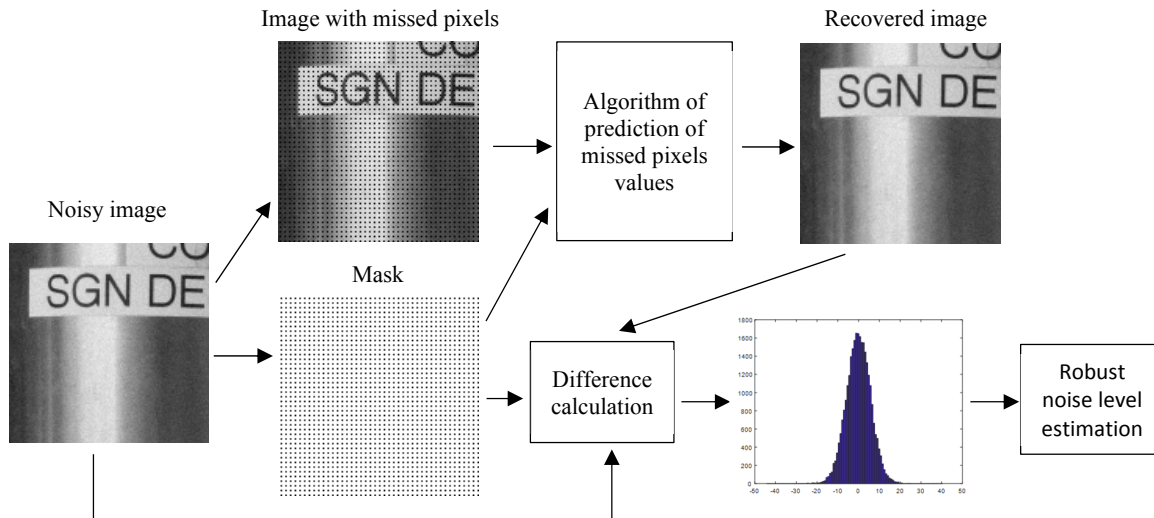 Image with missed pixels
Recovered image
CO
SGN DE
Algorithm of
prediction of
missed pixels
values
CO
SGN DE
Noisy image
CO
SGN DE
Mask
Difference
calculation
1800
1600
1400
1200
1000
800
600
400
200
0
-50 -40 -30 -20 -10 0 10 20 30 40 50
Robust
noise level
estimation